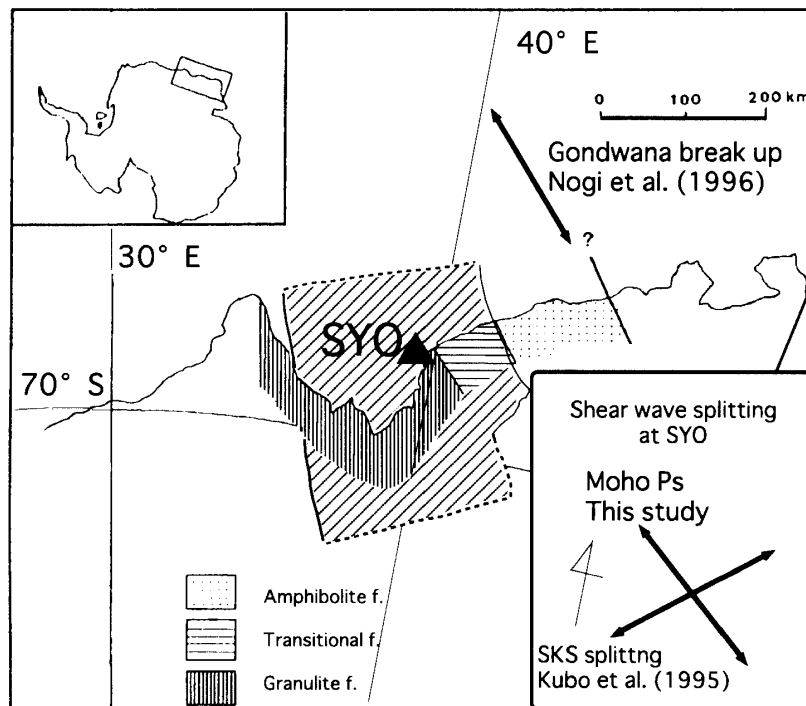 40° E
0 100 200 km
Gondwana break up
Nogi et al. (1996)
?
30° E
SYO
70° S
Shear wave splitting
at SYO
Moho Ps
This study
SKS splittng
Kubo et al. (1995)
Amphibolite f.
Transitional f.
Granulite f.